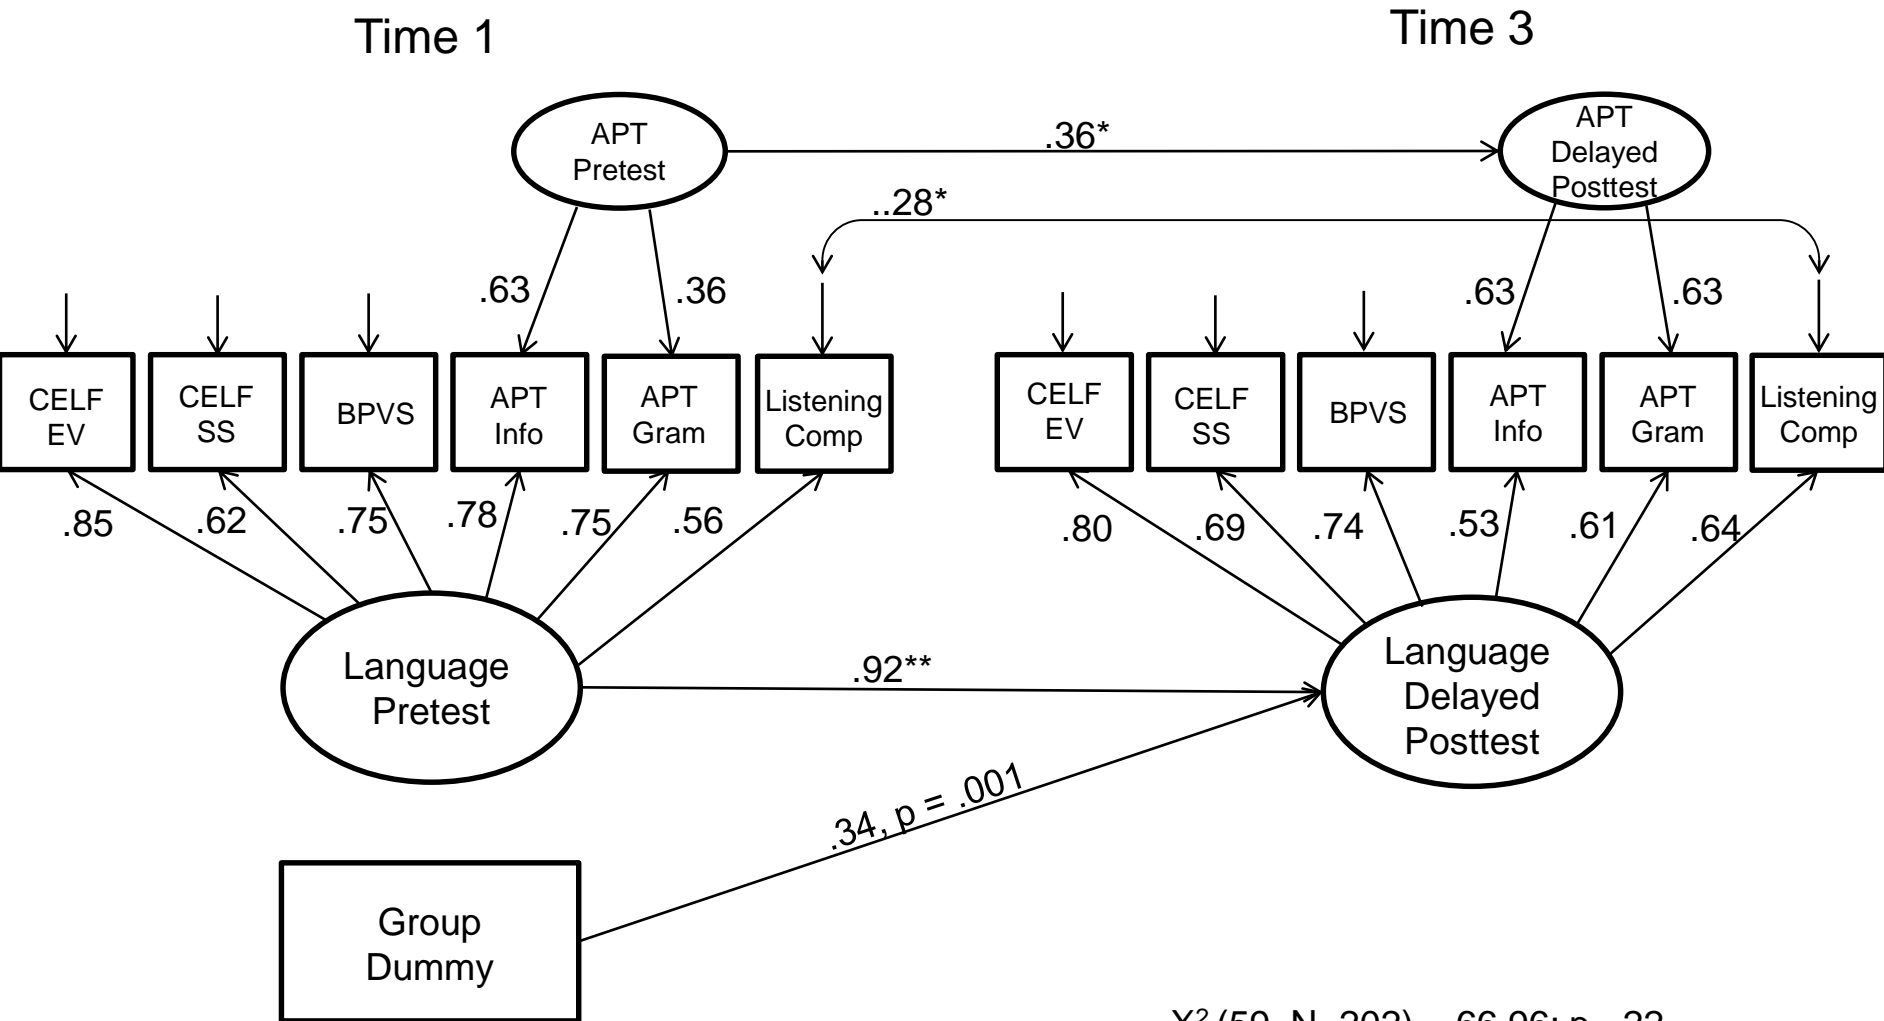 Time 1
Time 3
APT
Pretest
.36*
APT
Delayed
Posttest
..28*
.63
.36
.63
.63
CELF
EV
CELF
SS
BPVS
APT
Info
APT
Gram
Listening
Comp
CELF
EV
CELF
SS
BPVS
APT
Info
APT
Gram
Listening
Comp
.85
.62
.75
.78
.75
.56
.80
.69
.74
.53
.61
.64
Language
Pretest
.92**
Language
Delayed
Posttest
.34, p = .001
Group
Dummy